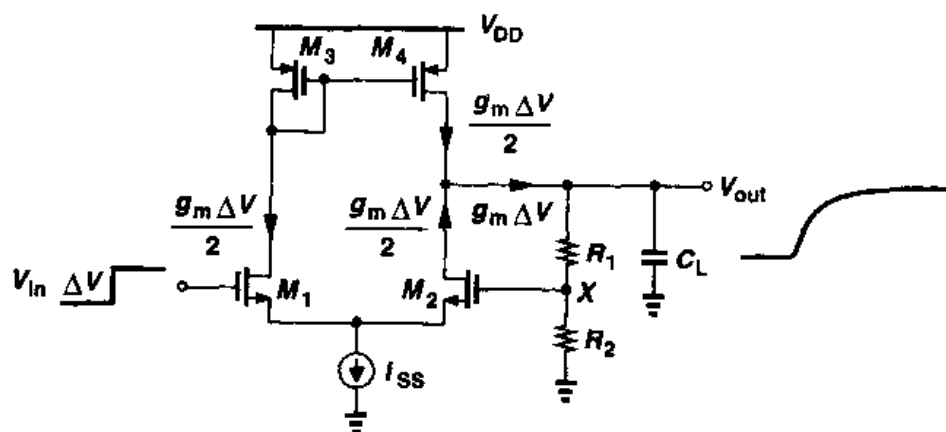 V_DD
M_3 M_4
g_m ΔV
2
g_m ΔV
2
g_m ΔV
2
g_m ΔV
V_out
R_1
C_L
V_in ΔV
M_1
M_2
X
R_2
I_SS